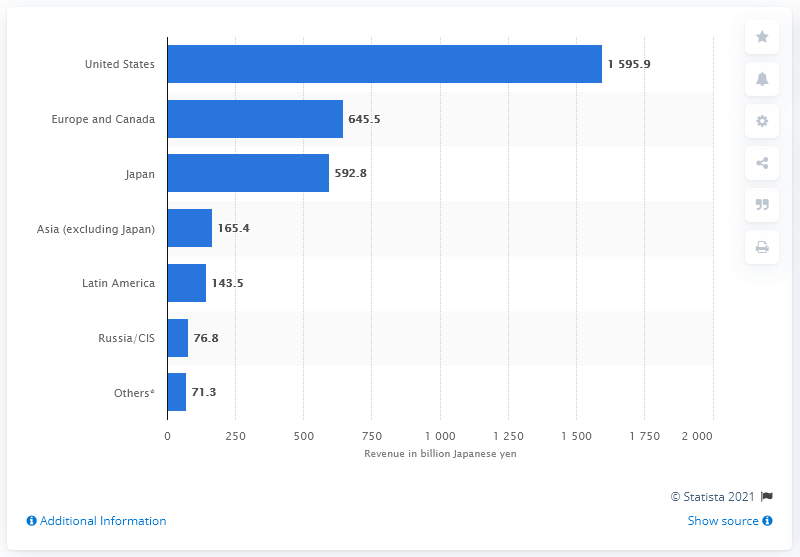 United States
1 595.9
Europe and Canada
645.5
Japan
592.8
Asia (excluding Japan)
165.4
Latin America
143.5
Russia/CIS
76.8
Others*
71.3
0 250 500 750 1 000 1 250 1 500 1 750 2 000
Revenue in billion Japanese yen
© Statista 2021
Additional Information
Show source